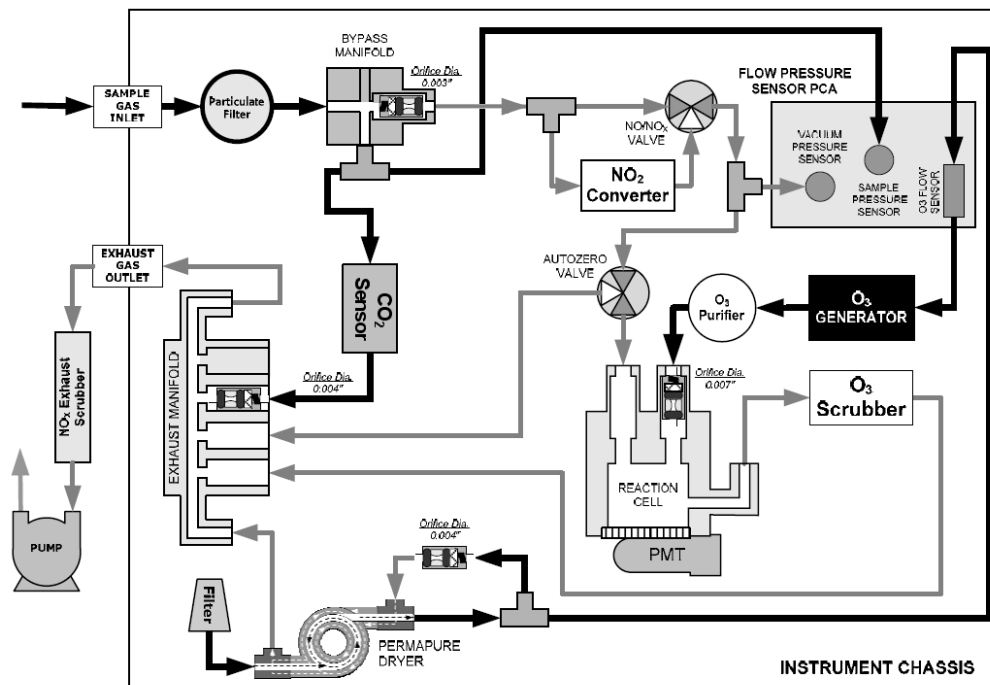 BYPASS
MANIFOLD
Orifice Dia.
0.003"
FLOW PRESSURE
SENSOR PCA
SAMPLE
GAS
INLET
Particulate
Filter
NO/NOX
VALVE
VACUUM
PRESSURE
SENSOR
SAMPLE
PRESSURE
SENSOR
O3 FLOW
SENSOR
NO2
Converter
EXHAUST
GAS
OUTLET
AUTOZERO
VALVE
CO2
Sensor
O3
Purifier
O3
GENERATOR
NOX Exhaust
Scrubber
EXHAUST MANIFOLD
Orifice Dia.
0.004"
Orifice Dia.
0.007"
O3
Scrubber
REACTION
CELL
PMT
PUMP
Orifice Dia.
0.004"
Filter
PERMAPURE
DRYER
INSTRUMENT CHASSIS